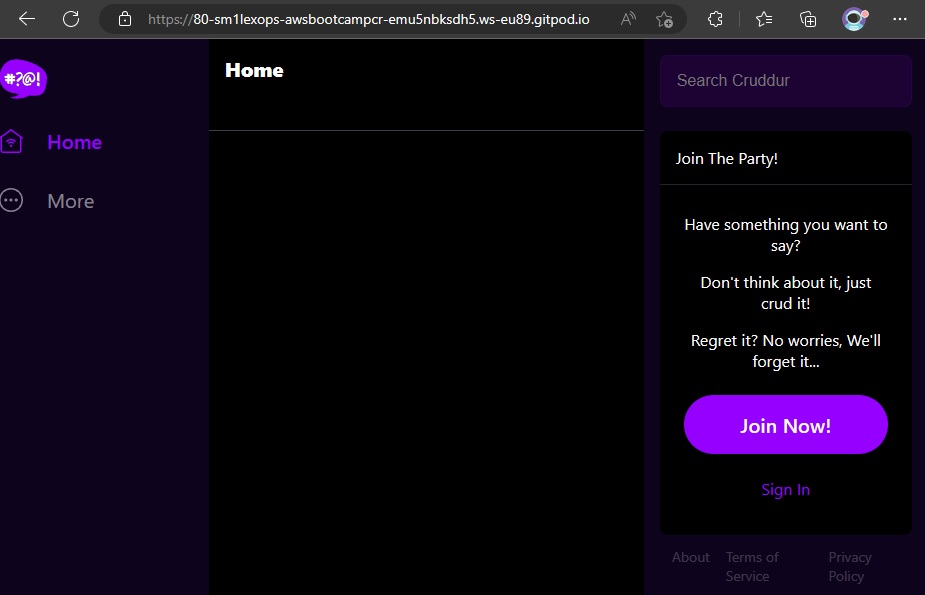 https://80-sm1lexops-awsbootcampcr-emu5nbksdh5.ws-eu89.gitpod.io
#?@!
Home
More
Home
Search Cruddur
Join The Party!
Have something you want to
say?
Don't think about it, just
crud it!
Regret it? No worries, We'll
forget it...
Join Now!
Sign In
About
Terms of
Service
Privacy
Policy